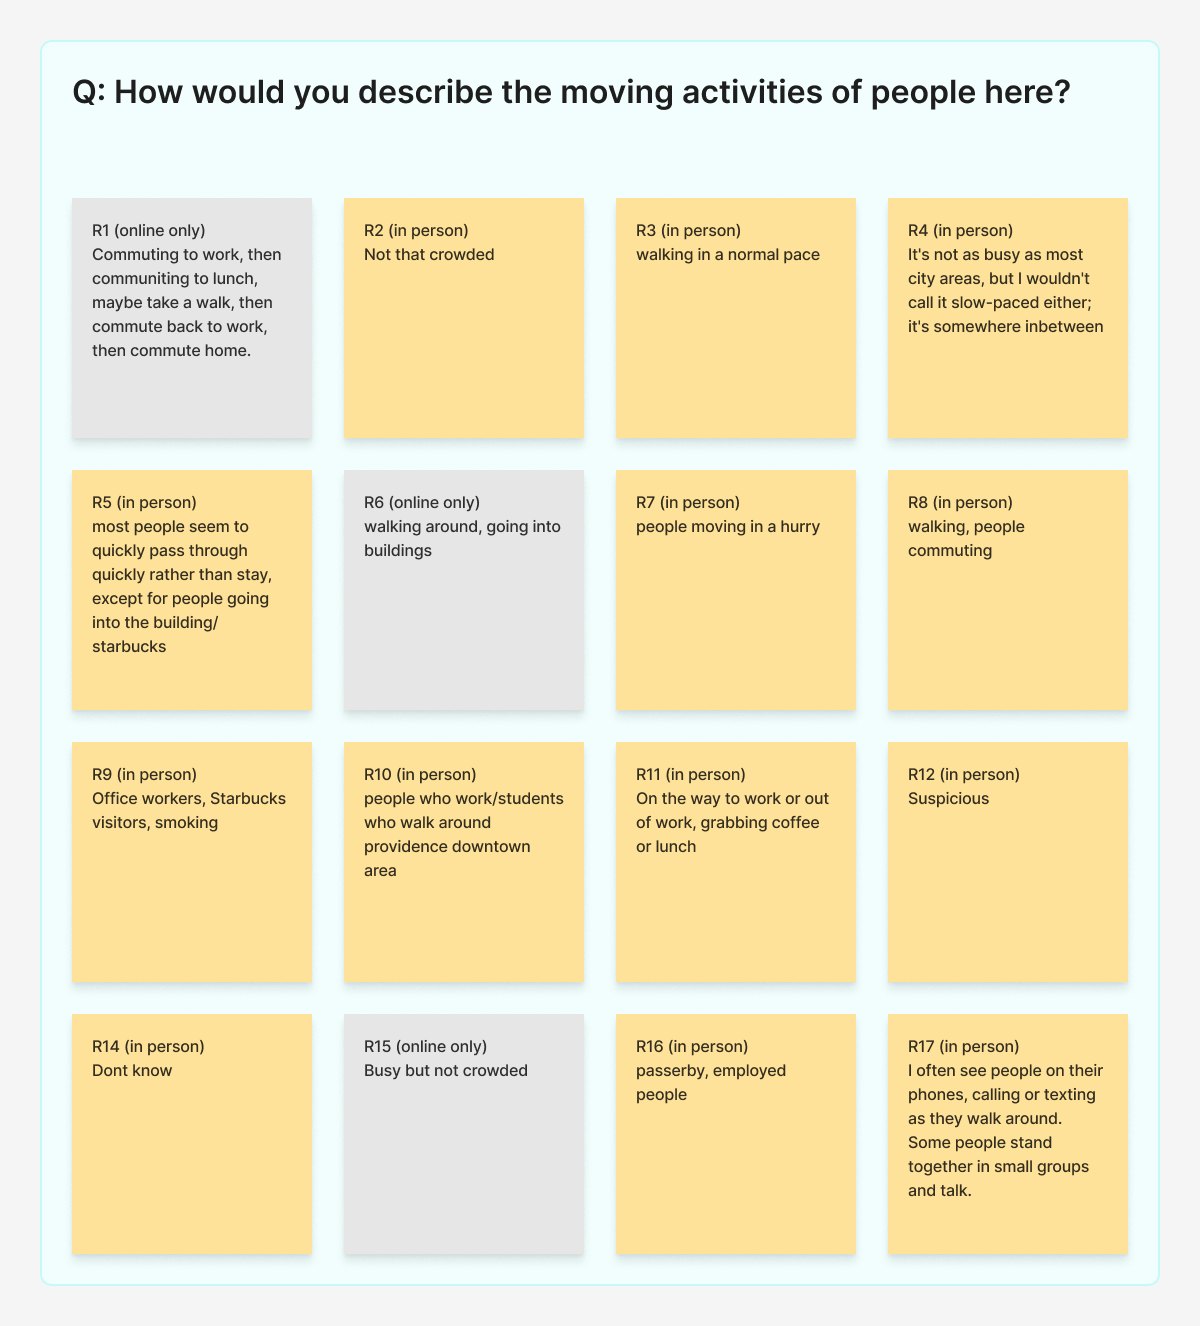 Q: How would you describe the moving activities of people here?
R1 (online only)
Commuting to work, then
communiting to lunch,
maybe take a walk, then
commute back to work,
then commute home.
R2 (in person)
Not that crowded
R3 (in person)
walking in a normal pace
R4 (in person)
It's not as busy as most
city areas, but I wouldn't
call it slow-paced either;
it's somewhere inbetween
R5 (in person)
most people seem to
quickly pass through
quickly rather than stay,
except for people going
into the building/
starbucks
R6 (online only)
walking around, going into
buildings
R7 (in person)
people moving in a hurry
R8 (in person)
walking, people
commuting
R9 (in person)
Office workers, Starbucks
visitors, smoking
R10 (in person)
people who work/students
who walk around
providence downtown
area
R11 (in person)
On the way to work or out
of work, grabbing coffee
or lunch
R12 (in person)
Suspicious
R14 (in person)
Dont know
R15 (online only)
Busy but not crowded
R16 (in person)
passerby, employed
people
R17 (in person)
I often see people on their
phones, calling or texting
as they walk around.
Some people stand
together in small groups
and talk.